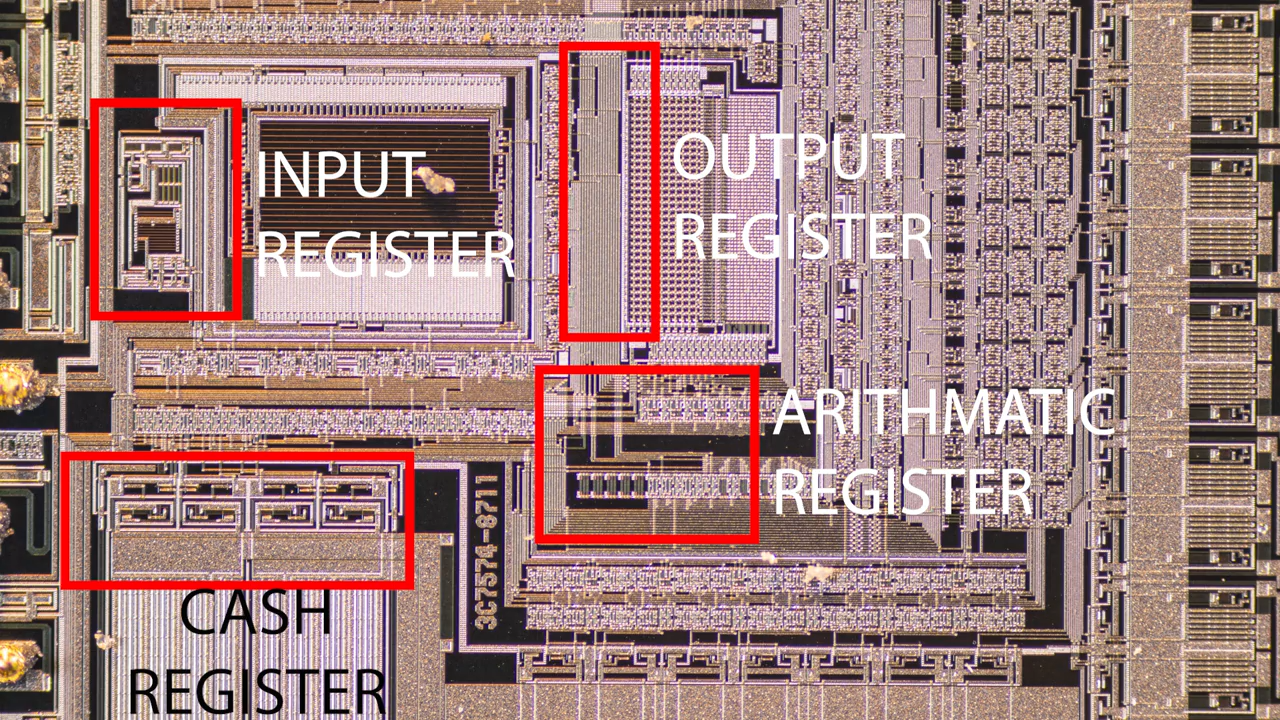 INPUT
REGISTER
OUTPUT
REGISTER
ARITHMATIC
REGISTER
3C7574-8711
CASH
REGISTER